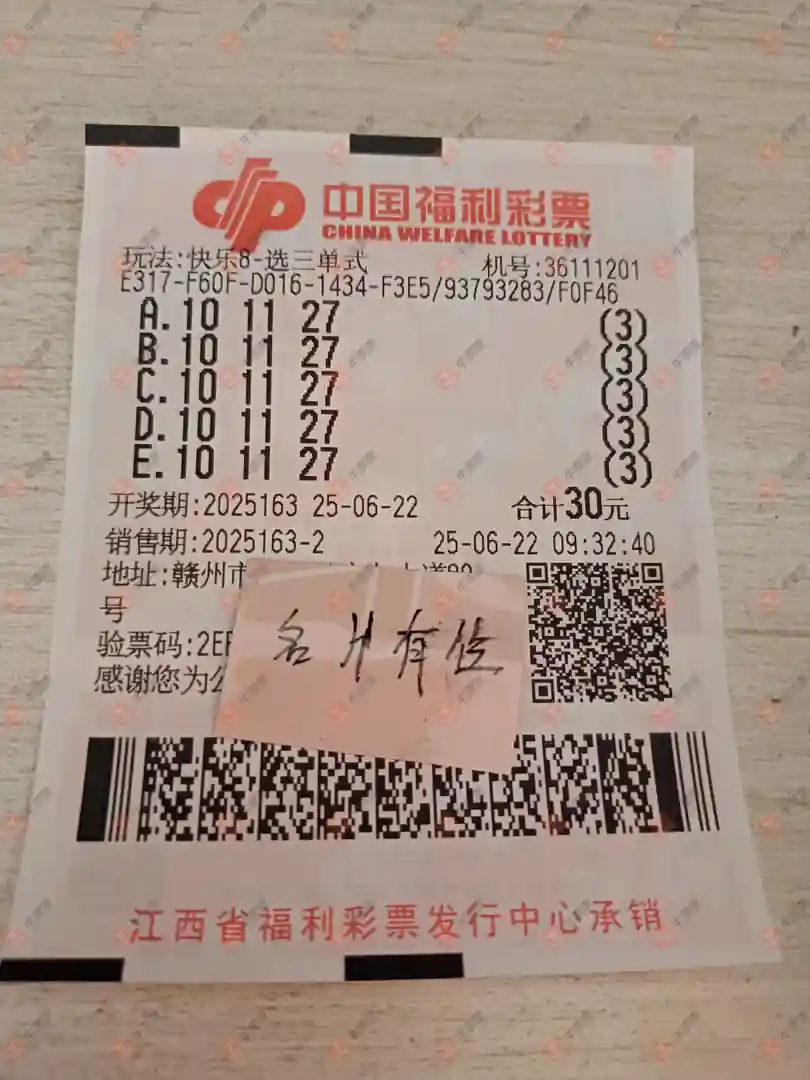 中国福利彩票
CHINA WELFARE LOTTERY
玩法:快乐8-选三单式 机号:36111201
E317-F60F-D016-1434-F3E5/93793283/F0F46
A.10 11 27 (3)
B.10 11 27 (3)
C.10 11 27 (3)
D.10 11 27 (3)
E.10 11 27 (3)
开奖期:2025163 25-06-22 合计30元
销售期:2025163-2 25-06-22 09:32:40
地址:赣州市
号
验票码:2E
感谢您为公
名片有位
江西省福利彩票发行中心承销